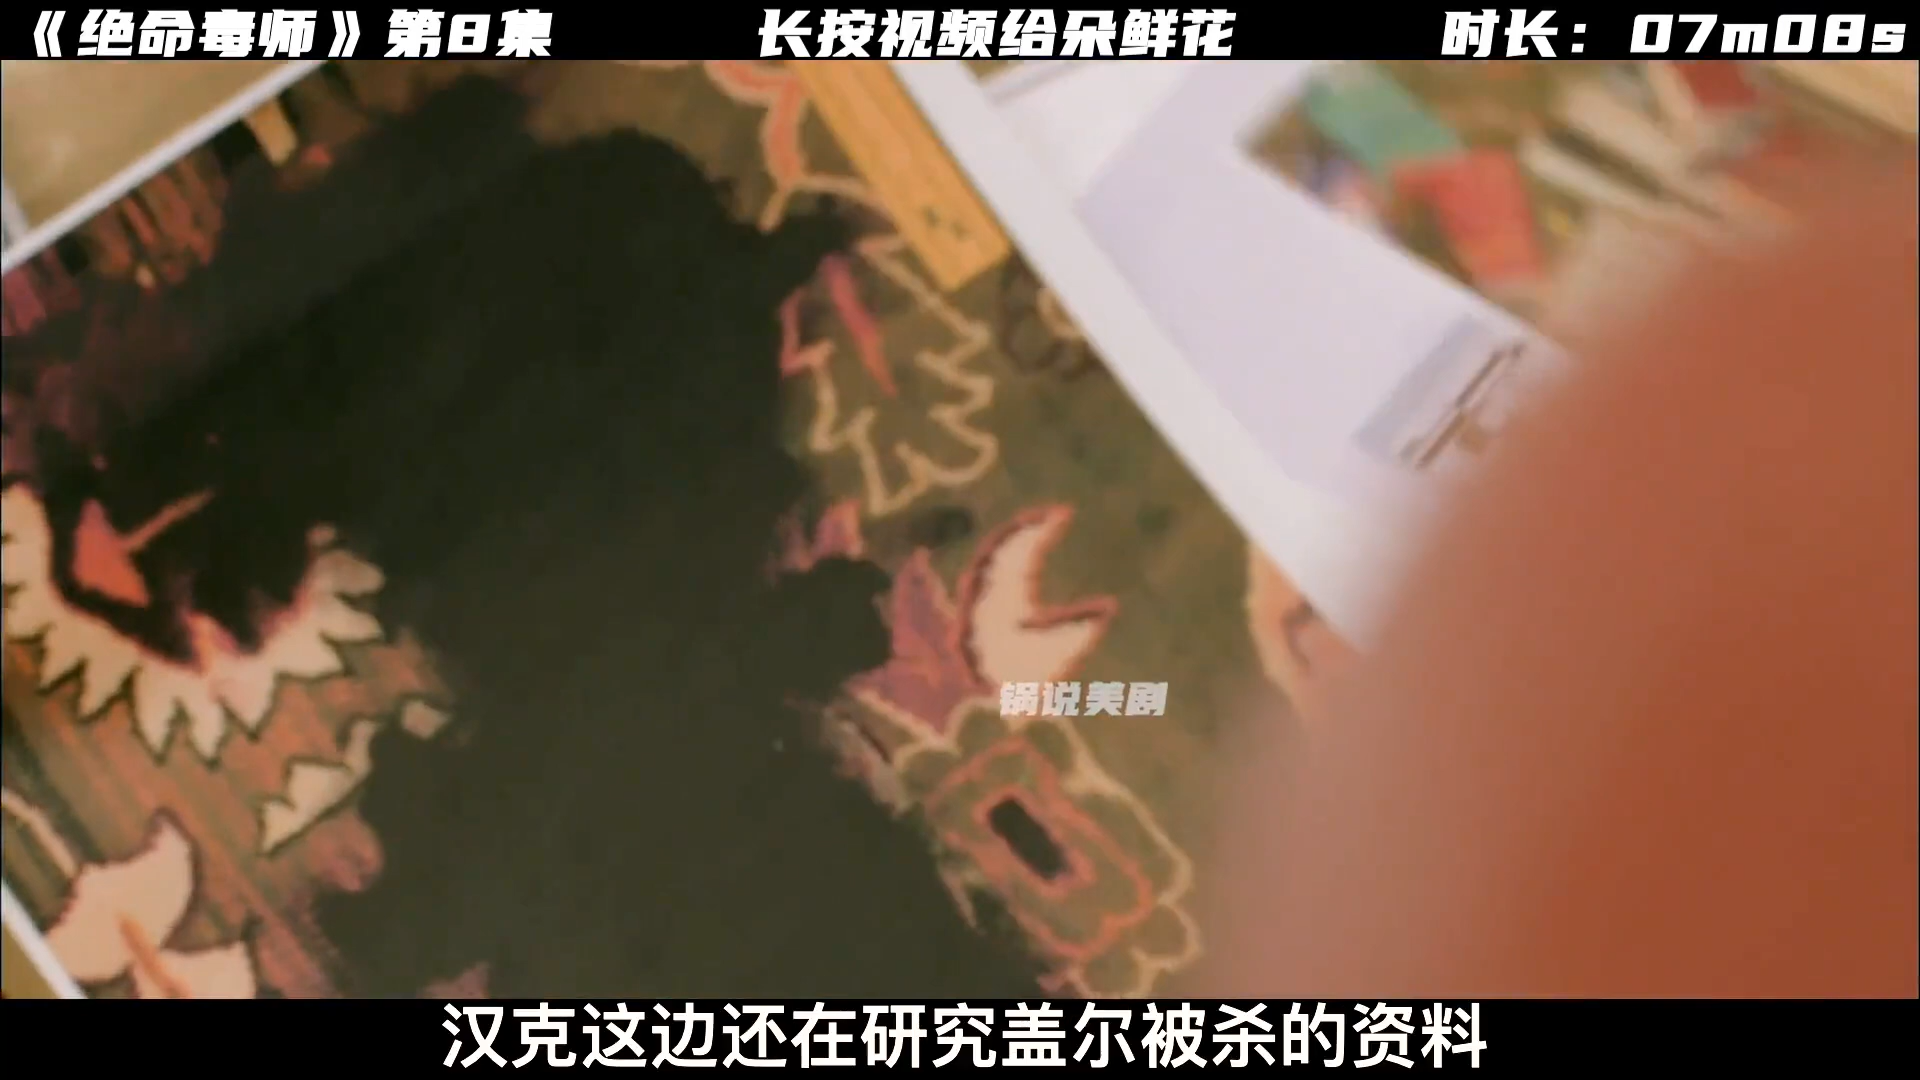 《绝命毒师》第8集 长按视频给朵鲜花 时长：07m08s
锅说美剧
汉克这边还在研究盖尔被杀的资料